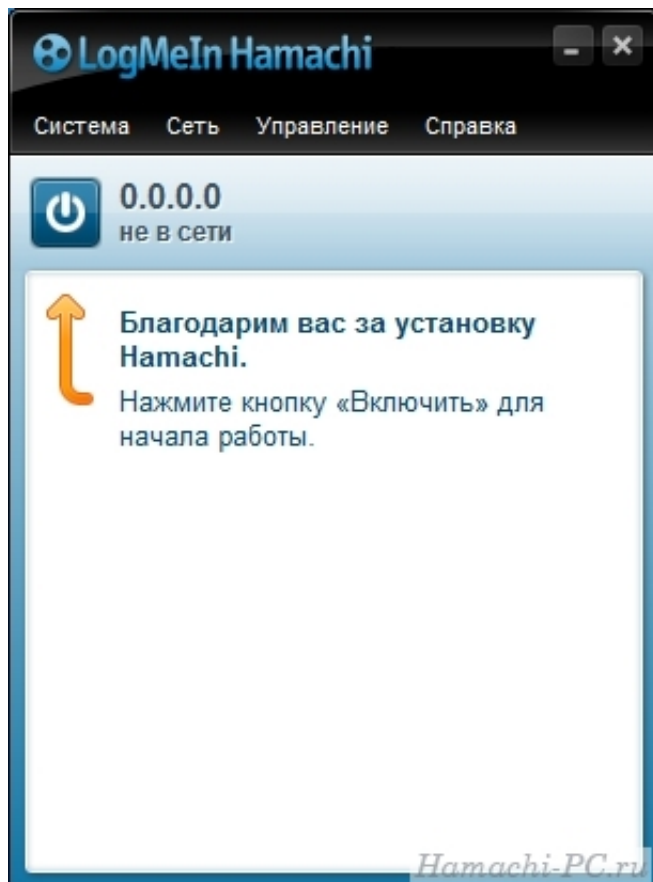 LogMeIn Hamachi
Система Сеть Управление Справка
0.0.0.0
не в сети
Благодарим вас за установку
Hamachi.
Нажмите кнопку «Включить» для
начала работы.
Hamachi-PC.ru